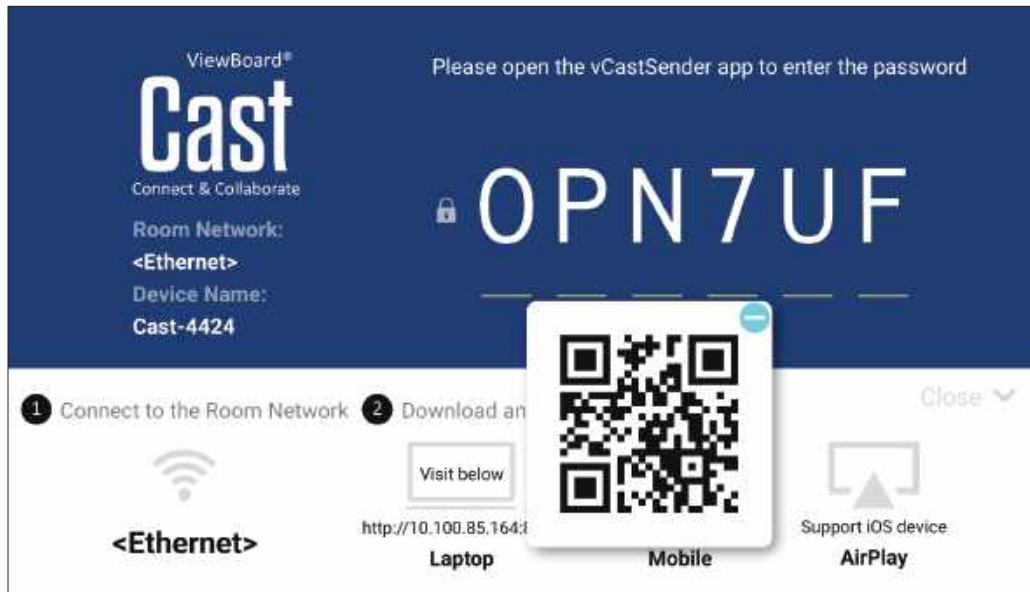 ViewBoard®
Cast
Connect & Collaborate
Room Network:
<Ethernet>
Device Name:
Cast-4424
Please open the vCastSender app to enter the password
OPN7UF
1 Connect to the Room Network
<Ethernet>
2 Download an
Visit below
http://10.100.85.164:
Laptop
Mobile
Close
Support iOS device
AirPlay